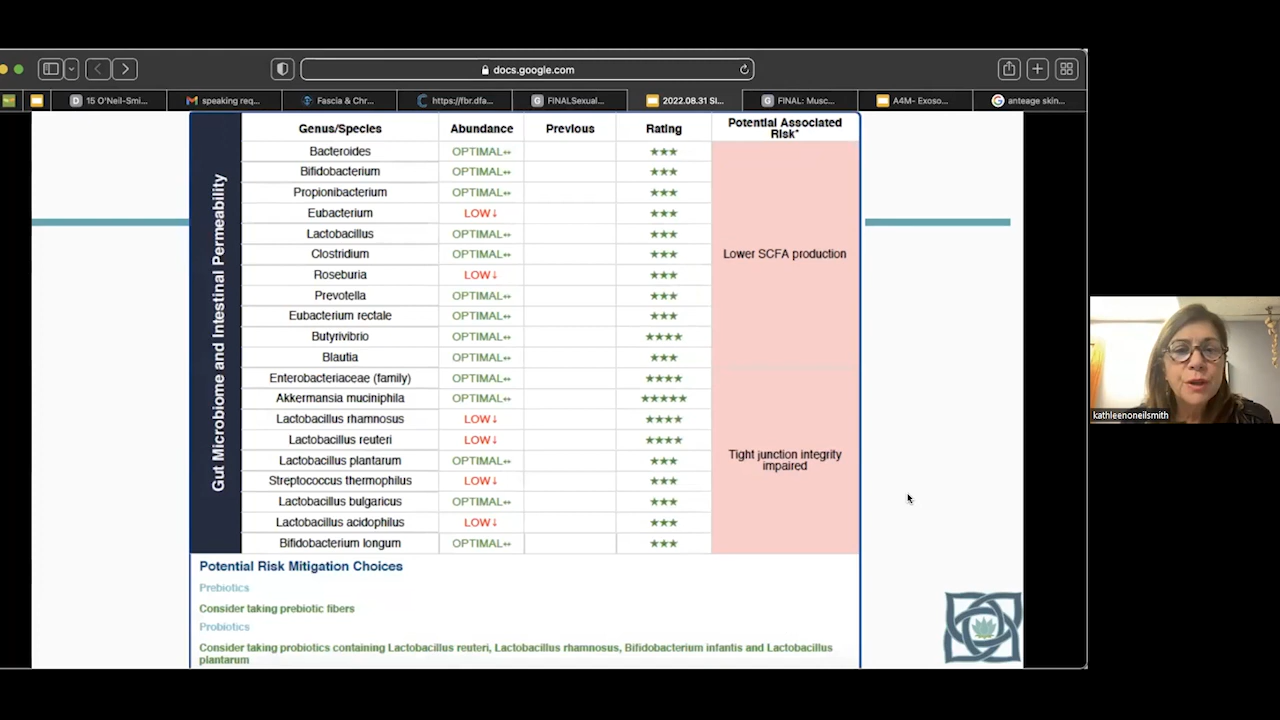 docs.google.com
15 O'Neil-Smi...
speaking req...
Fascia & Chr...
https://fbr.dfa...
FINALSexual...
2022.08.31 Sl...
FINAL: Musc...
A4M- Exoso...
anteage skin...
Gut Microbiome and Intestinal Permeability
Genus/Species Abundance Previous Rating Potential Associated Risk*
Bacteroides OPTIMAL↔ ★★★
Bifidobacterium OPTIMAL↔ ★★★
Propionibacterium OPTIMAL↔ ★★★
Eubacterium LOW↓ ★★★
Lactobacillus OPTIMAL↔ ★★★
Clostridium OPTIMAL↔ ★★★ Lower SCFA production
Roseburia LOW↓ ★★★
Prevotella OPTIMAL↔ ★★★
Eubacterium rectale OPTIMAL↔ ★★★
Butyrivibrio OPTIMAL↔ ★★★★
Blautia OPTIMAL↔ ★★★
Enterobacteriaceae (family) OPTIMAL↔ ★★★★
Akkermansia muciniphila OPTIMAL↔ ★★★★★
Lactobacillus rhamnosus LOW↓ ★★★★
Lactobacillus reuteri LOW↓ ★★★★
Lactobacillus plantarum OPTIMAL↔ ★★★ Tight junction integrity impaired
Streptococcus thermophilus LOW↓ ★★★
Lactobacillus bulgaricus OPTIMAL↔ ★★★
Lactobacillus acidophilus LOW↓ ★★★
Bifidobacterium longum OPTIMAL↔ ★★★
Potential Risk Mitigation Choices
Prebiotics
Consider taking prebiotic fibers
Probiotics
Consider taking probiotics containing Lactobacillus reuteri, Lactobacillus rhamnosus, Bifidobacterium infantis and Lactobacillus
plantarum
kathleenoneilsmith